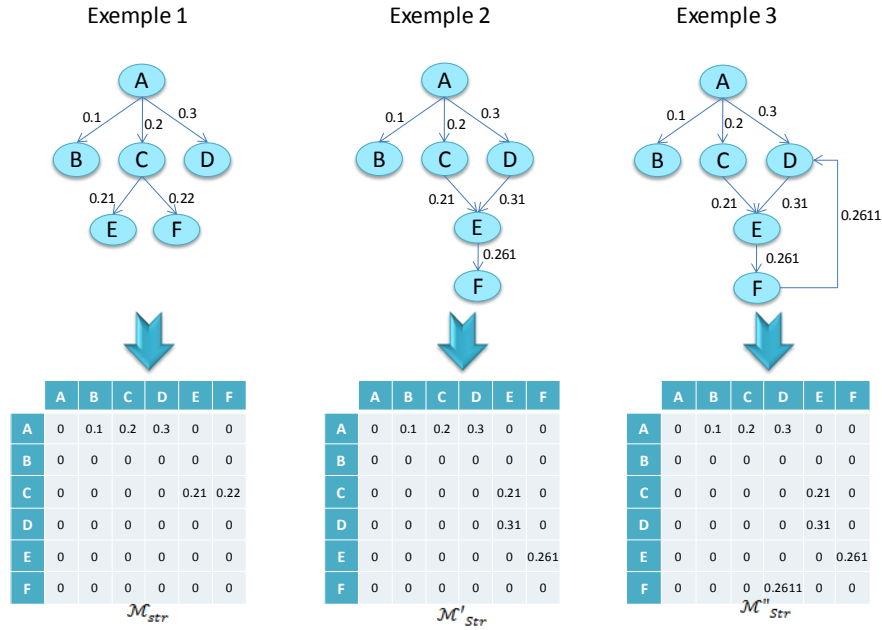 Exemple 1 Exemple 2 Exemple 3
A A A
0.1 0.2 0.3 0.1 0.2 0.3 0.1 0.2 0.3
B C D B C D B C D
0.21 0.22 0.21 0.31 0.21 0.31
E F E E 0.2611
0.261 0.261
F F
A B C D E F
A 0 0.1 0.2 0.3 0 0
B 0 0 0 0 0 0
C 0 0 0 0 0.21 0.22
D 0 0 0 0 0 0
E 0 0 0 0 0 0
F 0 0 0 0 0 0
ℳstr
A B C D E F
A 0 0.1 0.2 0.3 0 0
B 0 0 0 0 0 0
C 0 0 0 0 0.21 0
D 0 0 0 0 0.31 0
E 0 0 0 0 0 0.261
F 0 0 0 0 0 0
ℳ'Str
A B C D E F
A 0 0.1 0.2 0.3 0 0
B 0 0 0 0 0 0
C 0 0 0 0 0.21 0
D 0 0 0 0 0.31 0
E 0 0 0 0 0 0.261
F 0 0 0 0.2611 0 0
ℳ"Str